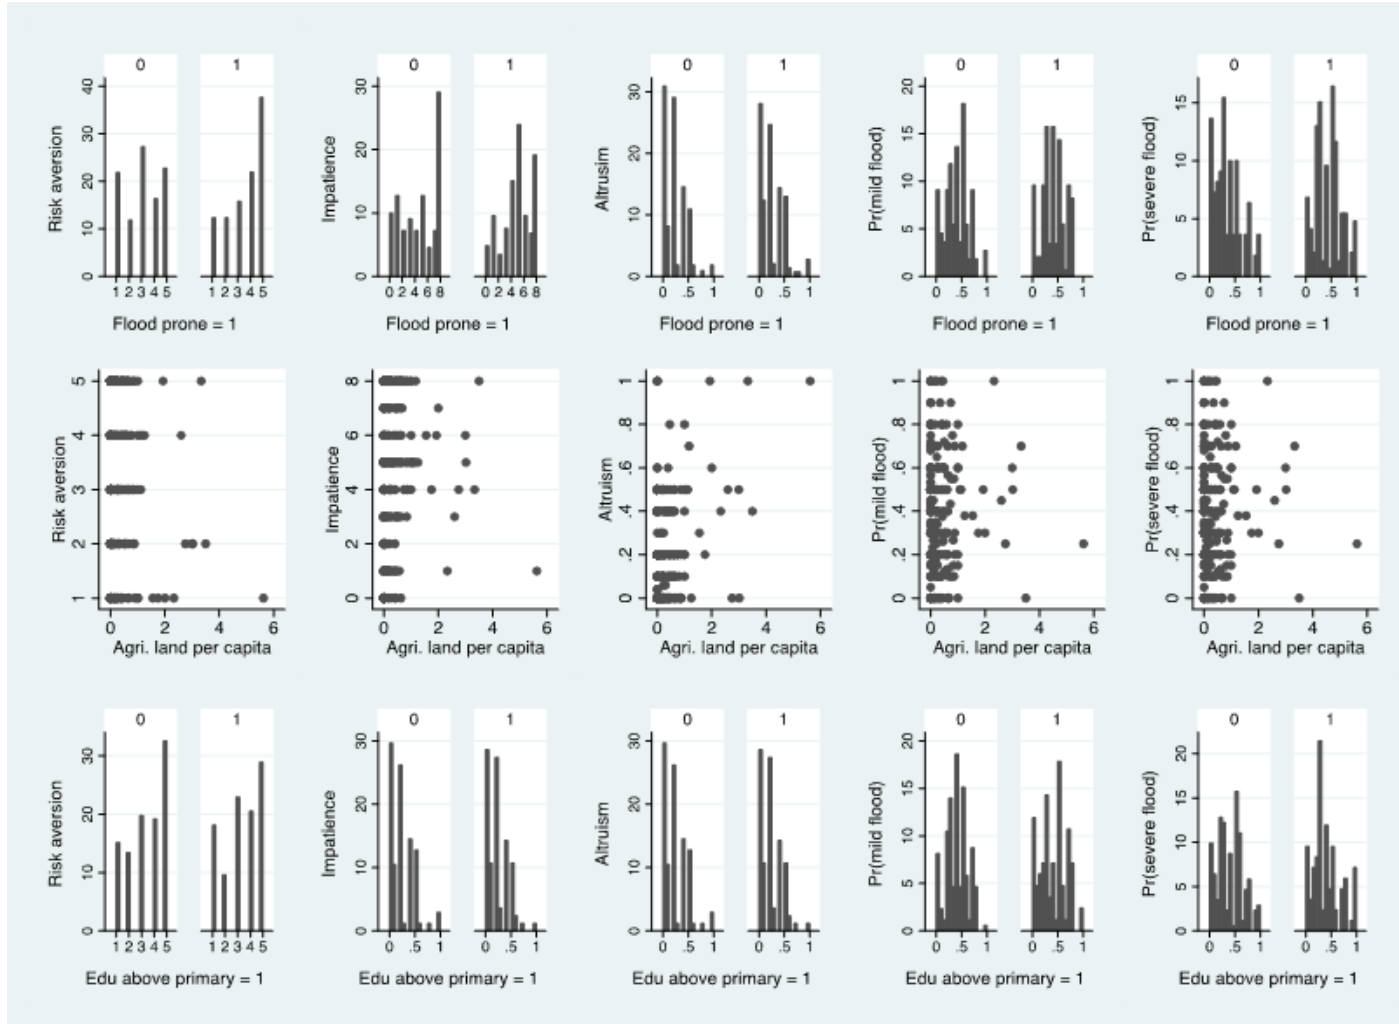 0 1
Risk aversion
0 10 20 30 40
1 2 3 4 5 1 2 3 4 5
Flood prone = 1
0 1
Impatience
0 10 20 30
0 2 4 6 8 0 2 4 6 8
Flood prone = 1
0 1
Altrusim
0 10 20 30
0 .5 1 0 .5 1
Flood prone = 1
0 1
Pr(mild flood)
0 5 10 15 20
0 .5 1 0 .5 1
Flood prone = 1
0 1
Pr(severe flood)
0 5 10 15
0 .5 1 0 .5 1
Flood prone = 1
Risk aversion
1 2 3 4 5
0 2 4 6
Agri. land per capita
Impatience
0 2 4 6 8
0 2 4 6
Agri. land per capita
Altruism
0 .2 .4 .6 .8 1
0 2 4 6
Agri. land per capita
Pr(mild flood)
0 .2 .4 .6 .8 1
0 2 4 6
Agri. land per capita
Pr(severe flood)
0 .2 .4 .6 .8 1
0 2 4 6
Agri. land per capita
0 1
Risk aversion
0 10 20 30
1 2 3 4 5 1 2 3 4 5
Edu above primary = 1
0 1
Impatience
0 10 20 30
0 .5 1 0 .5 1
Edu above primary = 1
0 1
Altruism
0 10 20 30
0 .5 1 0 .5 1
Edu above primary = 1
0 1
Pr(mild flood)
0 5 10 15 20
0 .5 1 0 .5 1
Edu above primary = 1
0 1
Pr(severe flood)
0 5 10 15 20
0 .5 1 0 .5 1
Edu above primary = 1